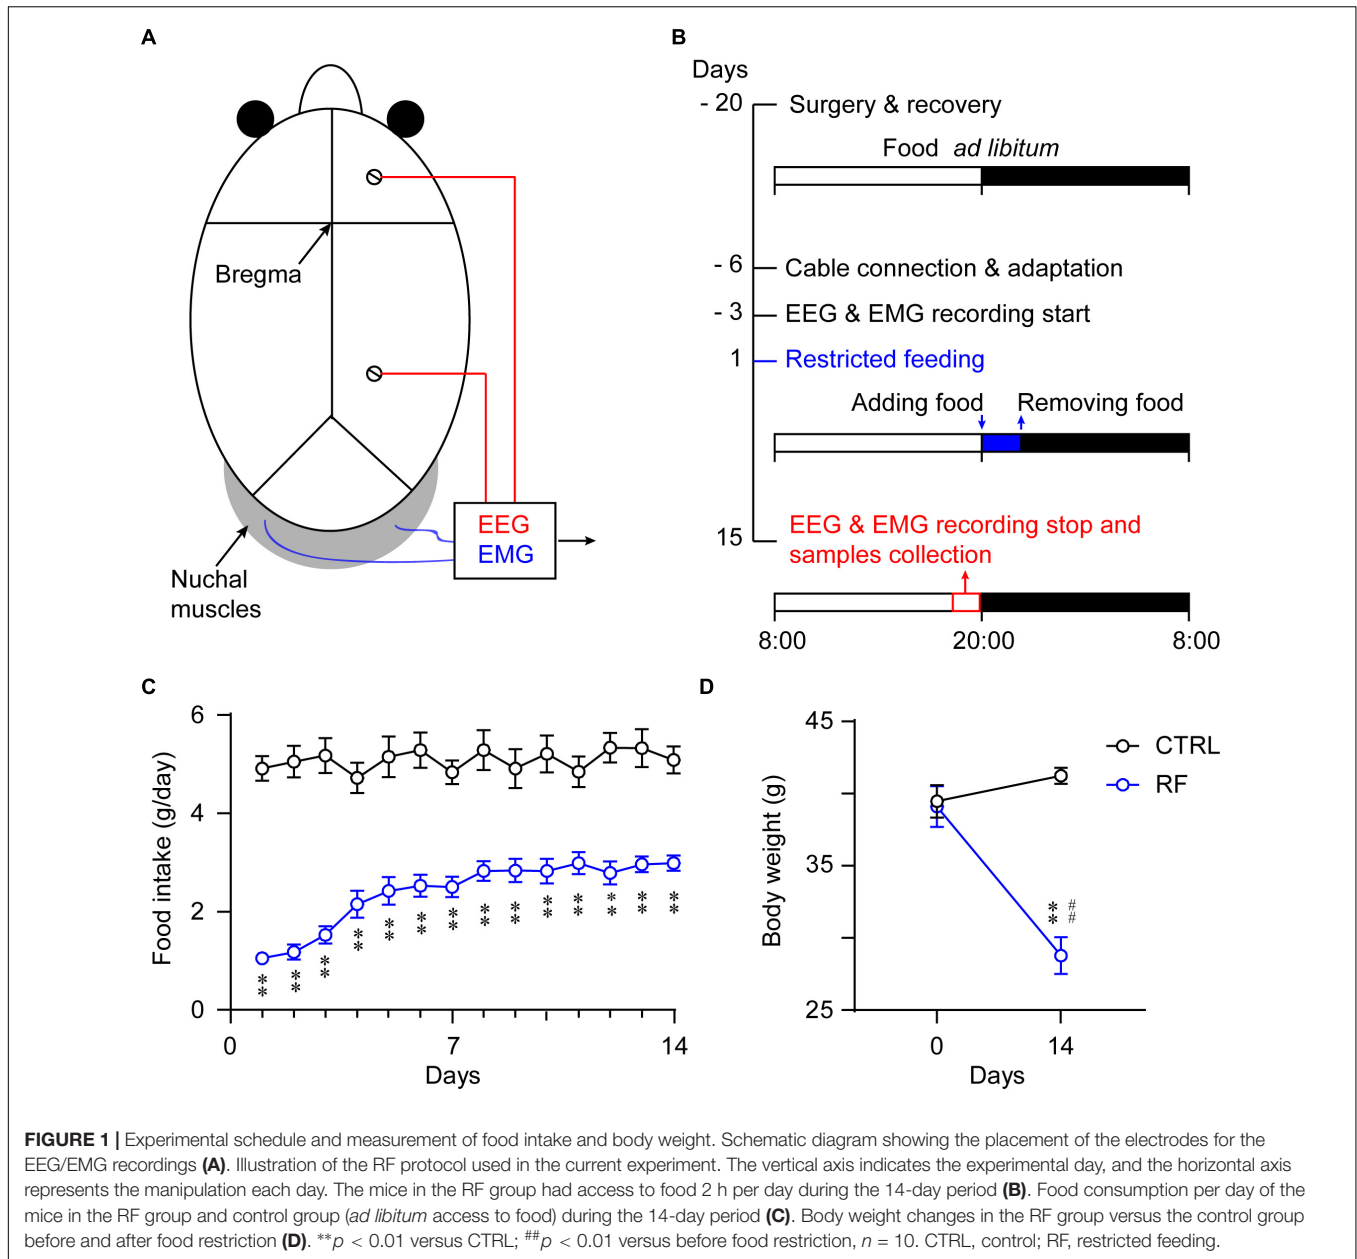 A
Bregma
Nuchal
muscles
EEG
EMG
B
Days
- 20 Surgery & recovery
Food ad libitum
- 6 Cable connection & adaptation
- 3 EEG & EMG recording start
1 Restricted feeding
Adding food Removing food
15 EEG & EMG recording stop and
samples collection
8:00 20:00 8:00
C
Food intake (g/day)
6
4
2
0
** ** ** ** ** ** ** ** ** ** ** ** ** **
0 7 14
Days
D
Body weight (g)
45
35
25
** ##
0 14
Days
CTRL
RF
FIGURE 1 | Experimental schedule and measurement of food intake and body weight. Schematic diagram showing the placement of the electrodes for the
EEG/EMG recordings (A). Illustration of the RF protocol used in the current experiment. The vertical axis indicates the experimental day, and the horizontal axis
represents the manipulation each day. The mice in the RF group had access to food 2 h per day during the 14-day period (B). Food consumption per day of the
mice in the RF group and control group (ad libitum access to food) during the 14-day period (C). Body weight changes in the RF group versus the control group
before and after food restriction (D). **p < 0.01 versus CTRL; ##p < 0.01 versus before food restriction, n = 10. CTRL, control; RF, restricted feeding.